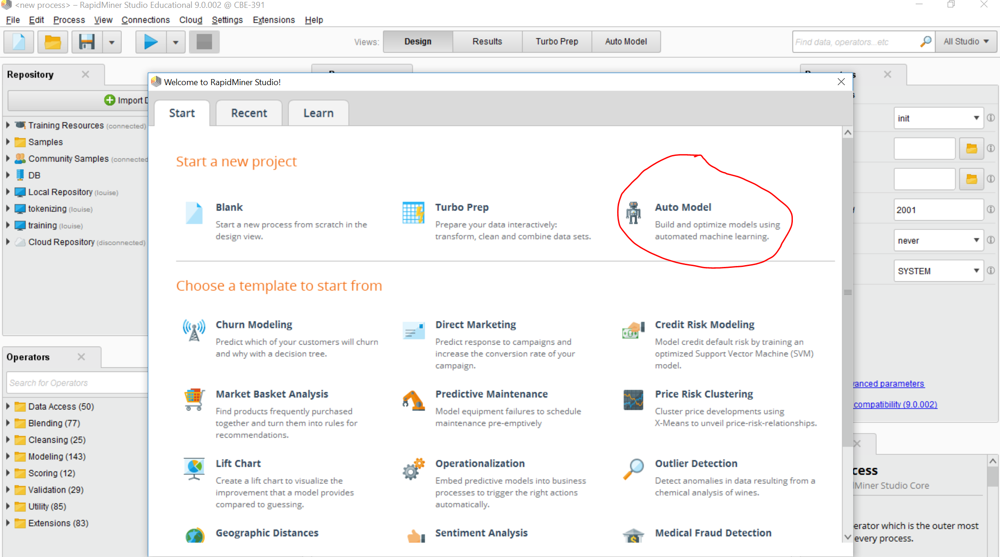 <new process> – RapidMiner Studio Educational 9.0.002 @ CBE-391
File Edit Process View Connections Cloud Settings Extensions Help
Views: Design Results Turbo Prep Auto Model
Find data, operators...etc
All Studio
Repository
Import
Training Resources (connected)
Samples
Community Samples (connected
DB
Local Repository (louise)
tokenizing (louise)
training (louise)
Cloud Repository (disconnected)
Operators
Search for Operators
Data Access (50)
Blending (77)
Cleansing (25)
Modeling (143)
Scoring (12)
Validation (29)
Utility (85)
Extensions (83)
Welcome to RapidMiner Studio!
Start Recent Learn
Start a new project
Blank
Start a new process from scratch in the
design view.
Turbo Prep
Prepare your data interactively:
transform, clean and combine data sets.
Auto Model
Build and optimize models using
automated machine learning.
Choose a template to start from
Churn Modeling
Predict which of your customers will churn
and why with a decision tree.
Direct Marketing
Predict response to campaigns and
increase the conversion rate of your
campaign.
Credit Risk Modeling
Model credit default risk by training an
optimized Support Vector Machine (SVM)
model.
Market Basket Analysis
Find products frequently purchased
together and turn them into rules for
recommendations.
Predictive Maintenance
Model equipment failures to schedule
maintenance pre-emptively
Price Risk Clustering
Cluster price developments using
X-Means to unveil price-risk-relationships.
Lift Chart
Create a lift chart to visualize the
improvement that a model provides
compared to guessing.
Operationalization
Embed predictive models into business
processes to trigger the right actions
automatically.
Outlier Detection
Detect anomalies in data resulting from a
chemical analysis of wines.
Geographic Distances
Sentiment Analysis
Medical Fraud Detection
init
2001
never
SYSTEM
vanced parameters
compatibility (9.0.002)
cess
Miner Studio Core
erator which is the outer most
every process.